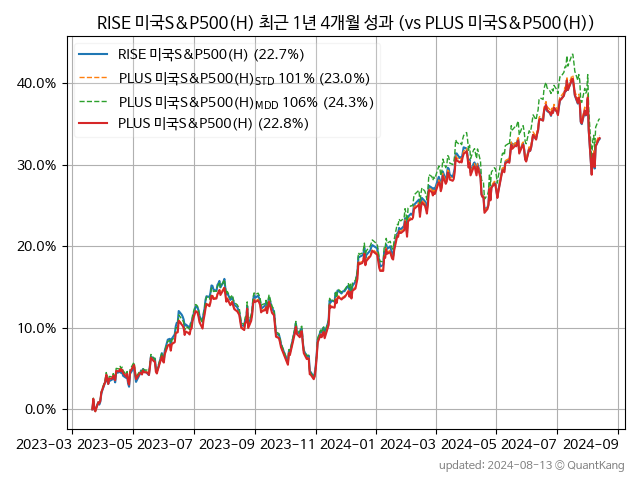 RISE 미국S&P500(H) 최근 1년 4개월 성과 (vs PLUS 미국S&P500(H))
RISE 미국S&P500(H) (22.7%)
PLUS 미국S&P500(H)STD 101% (23.0%)
PLUS 미국S&P500(H)MDD 106% (24.3%)
PLUS 미국S&P500(H) (22.8%)
40.0%
30.0%
20.0%
10.0%
0.0%
2023-03 2023-05 2023-07 2023-09 2023-11 2024-01 2024-03 2024-05 2024-07 2024-09
updated: 2024-08-13 © QuantKang